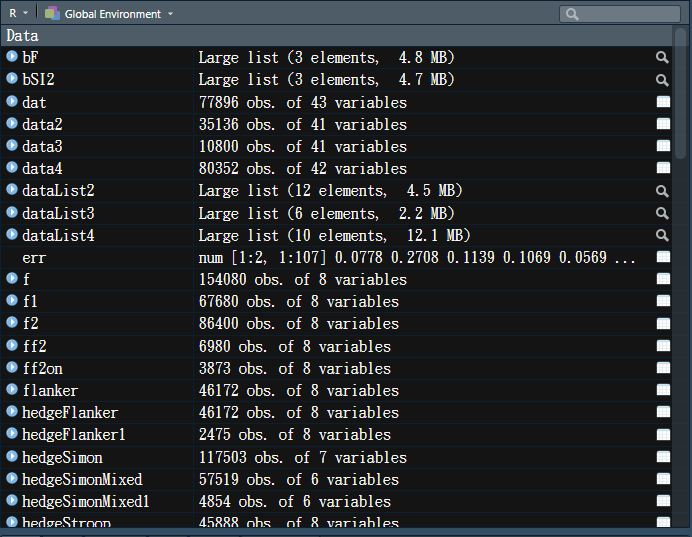 R Global Environment
Data
bF Large list (3 elements, 4.8 MB)
bSI2 Large list (3 elements, 4.7 MB)
dat 77896 obs. of 43 variables
data2 35136 obs. of 41 variables
data3 10800 obs. of 41 variables
data4 80352 obs. of 42 variables
dataList2 Large list (12 elements, 4.5 MB)
dataList3 Large list (6 elements, 2.2 MB)
dataList4 Large list (10 elements, 12.1 MB)
err num [1:2, 1:107] 0.0778 0.2708 0.1139 0.1069 0.0569 ...
f 154080 obs. of 8 variables
f1 67680 obs. of 8 variables
f2 86400 obs. of 8 variables
ff2 6980 obs. of 8 variables
ff2on 3873 obs. of 8 variables
flanker 46172 obs. of 8 variables
hedgeFlanker 46172 obs. of 8 variables
hedgeFlanker1 2475 obs. of 8 variables
hedgeSimon 117503 obs. of 7 variables
hedgeSimonMixed 57519 obs. of 6 variables
hedgeSimonMixed1 4854 obs. of 6 variables
hedgeStroop 45888 obs. of 8 variables